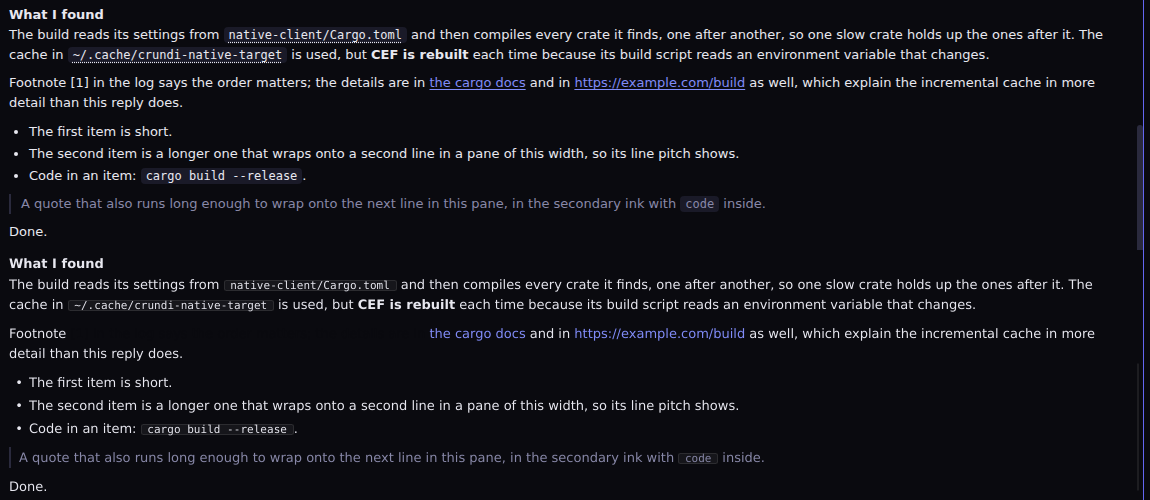 What I found
The build reads its settings from native-client/Cargo.toml and then compiles every crate it finds, one after another, so one slow crate holds up the ones after it. The
cache in ~/.cache/crundi-native-target is used, but CEF is rebuilt each time because its build script reads an environment variable that changes.
Footnote [1] in the log says the order matters; the details are in the cargo docs and in https://example.com/build as well, which explain the incremental cache in more
detail than this reply does.
• The first item is short.
• The second item is a longer one that wraps onto a second line in a pane of this width, so its line pitch shows.
• Code in an item: cargo build --release.
A quote that also runs long enough to wrap onto the next line in this pane, in the secondary ink with code inside.
Done.
What I found
The build reads its settings from native-client/Cargo.toml and then compiles every crate it finds, one after another, so one slow crate holds up the ones after it. The
cache in ~/.cache/crundi-native-target is used, but CEF is rebuilt each time because its build script reads an environment variable that changes.
Footnote the cargo docs and in https://example.com/build as well, which explain the incremental cache in more
detail than this reply does.
• The first item is short.
• The second item is a longer one that wraps onto a second line in a pane of this width, so its line pitch shows.
• Code in an item: cargo build --release.
A quote that also runs long enough to wrap onto the next line in this pane, in the secondary ink with code inside.
Done.